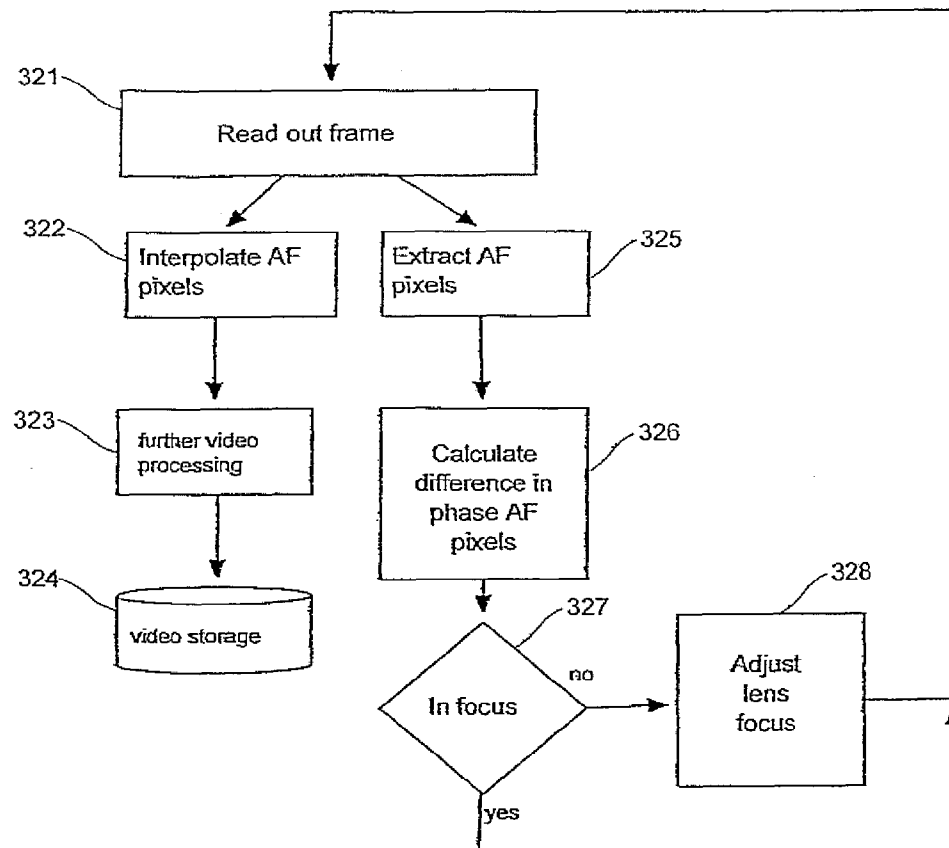 321
Read out frame
322
Interpolate AF
pixels
325
Extract AF
pixels
323
further video
processing
326
Calculate
difference in
phase AF
pixels
324
video storage
327
In focus
no
yes
328
Adjust
lens
focus